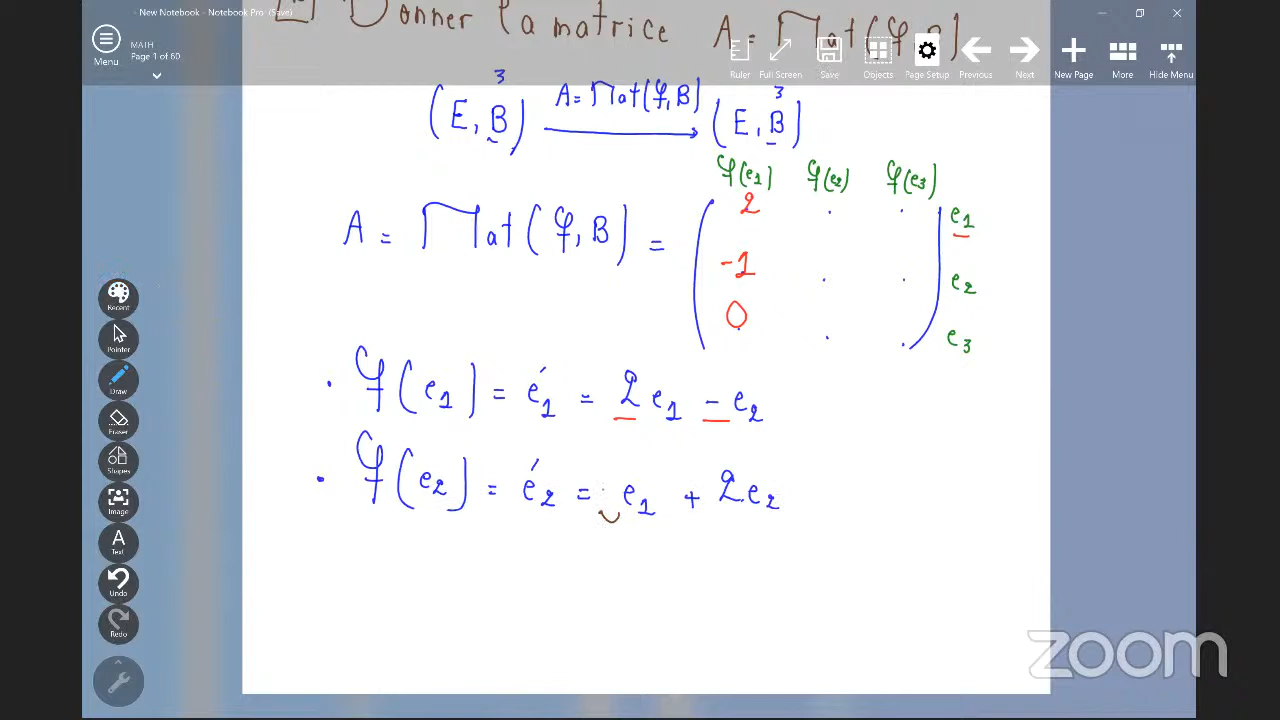 - New Notebook - Notebook Pro (Save)
Menu
MATH
Page 1 of 60
Ruler
Full Screen
Save
Objects
Page Setup
Previous
Next
New Page
More
Hide Menu
Donner la matrice A = Mat(φ, B)
(E, B) A = Mat(φ, B) (E, B)
3 3
φ(e1) φ(e2) φ(e3)
A = Mat(φ, B) =
2 . . e1
-1 . . e2
0 . . e3
. φ(e1) = é1 = 2e1 - e2
. φ(e2) = é2 = e1 + 2e2
Recent
Pointer
Draw
Eraser
Shapes
Image
Text
Undo
Redo
zoom